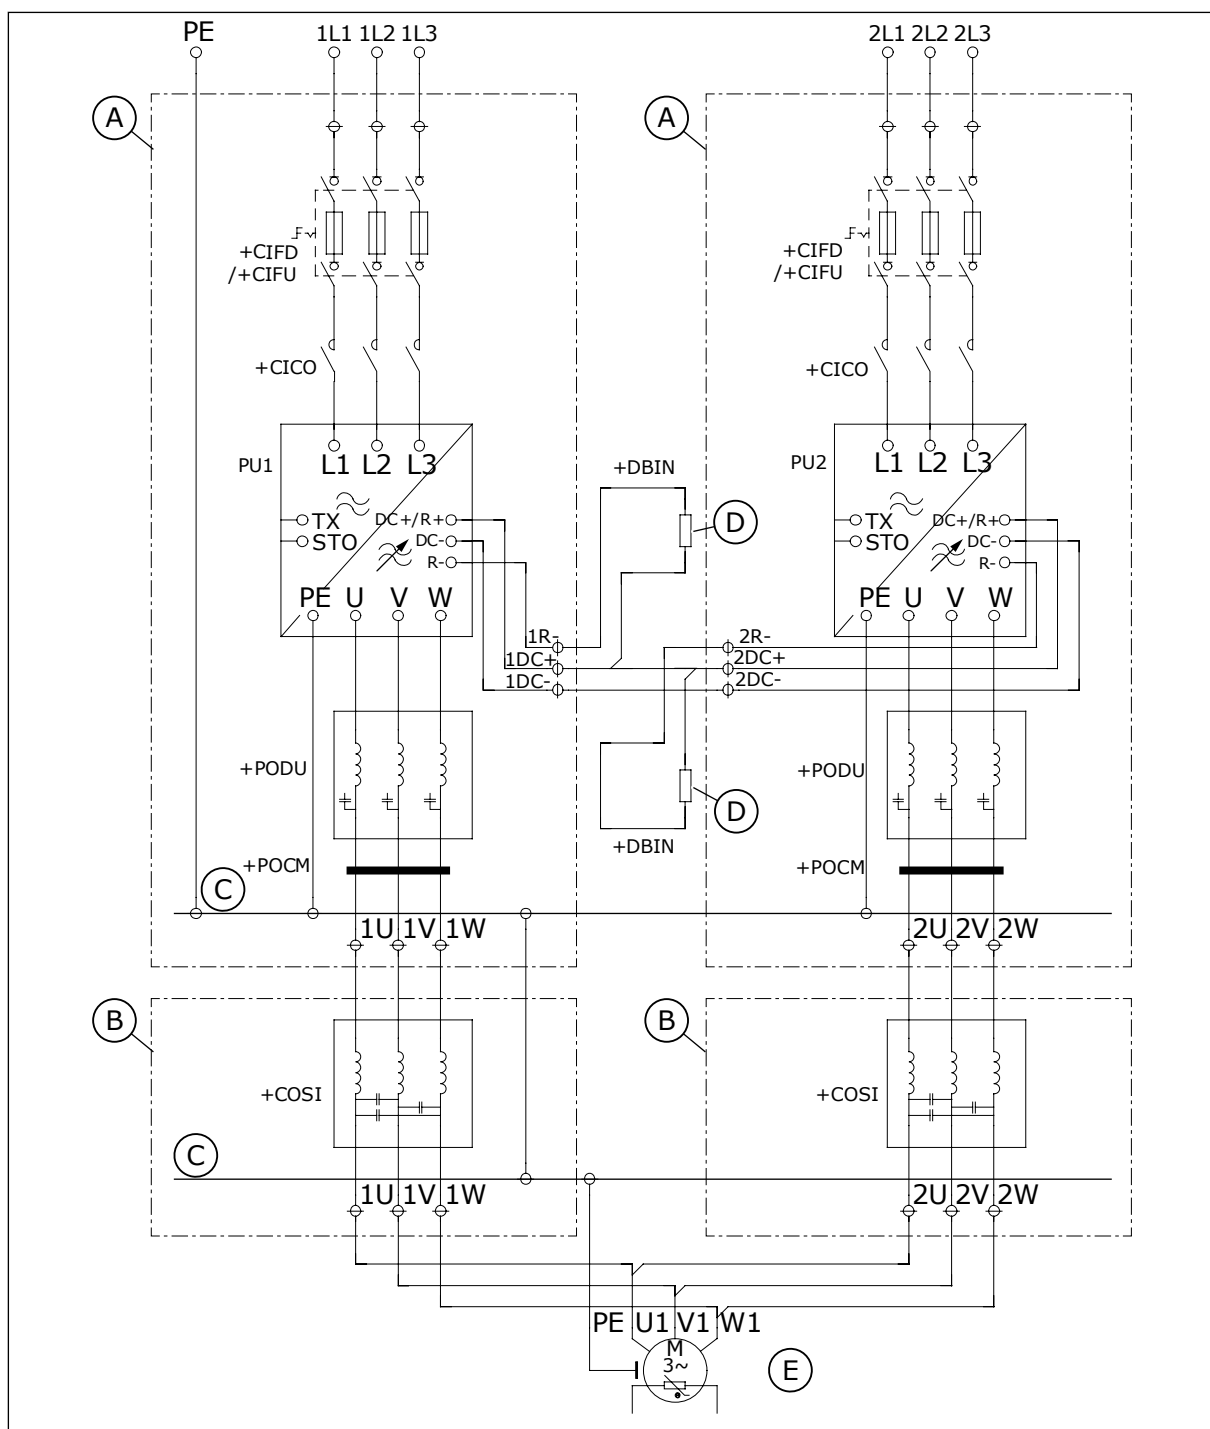 PE 1L1 1L2 1L3 2L1 2L2 2L3
A A
+CIFD +CIFD
/+CIFU /+CIFU
+CICO +CICO
PU1 L1 L2 L3 +DBIN PU2 L1 L2 L3
TX DC+/R+ D TX DC+/R+
STO DC- STO DC-
R- R-
PE U V W PE U V W
1R- 2R-
1DC+ 2DC+
1DC- 2DC-
+PODU +PODU
D
+DBIN
+POCM +POCM
C
1U 1V 1W 2U 2V 2W
B B
+COSI +COSI
C
1U 1V 1W 2U 2V 2W
PE U1 V1 W1
M
3~ E